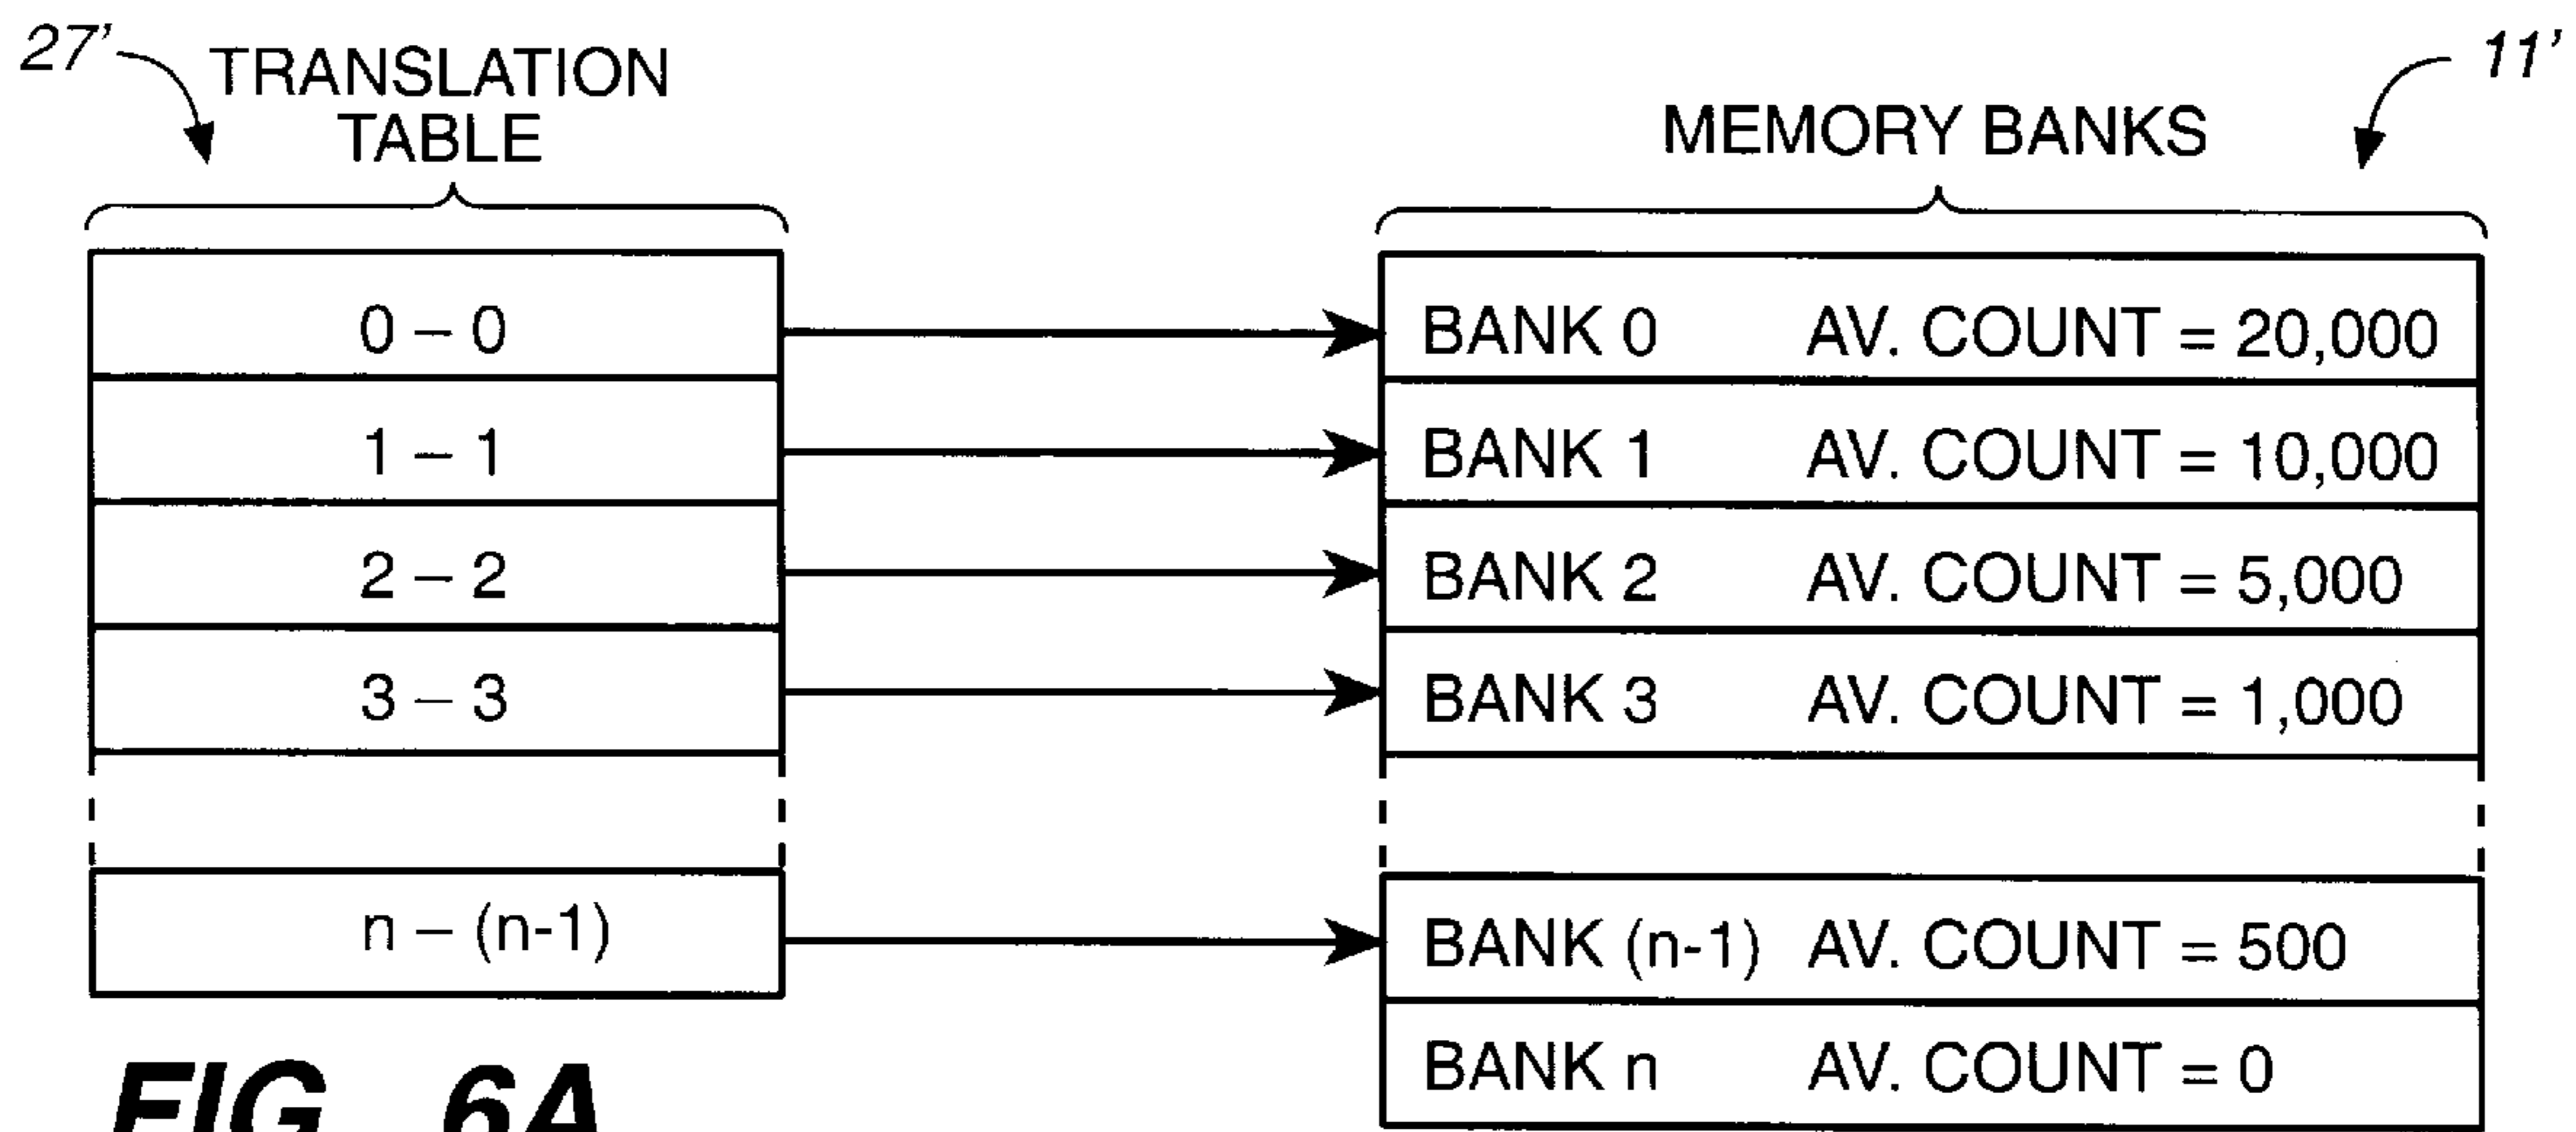 27'
TRANSLATION
TABLE
MEMORY BANKS
11'
0 – 0
BANK 0 AV. COUNT = 20,000
1 – 1
BANK 1 AV. COUNT = 10,000
2 – 2
BANK 2 AV. COUNT = 5,000
3 – 3
BANK 3 AV. COUNT = 1,000
n – (n-1)
BANK (n-1) AV. COUNT = 500
BANK n AV. COUNT = 0
FIG. 6A